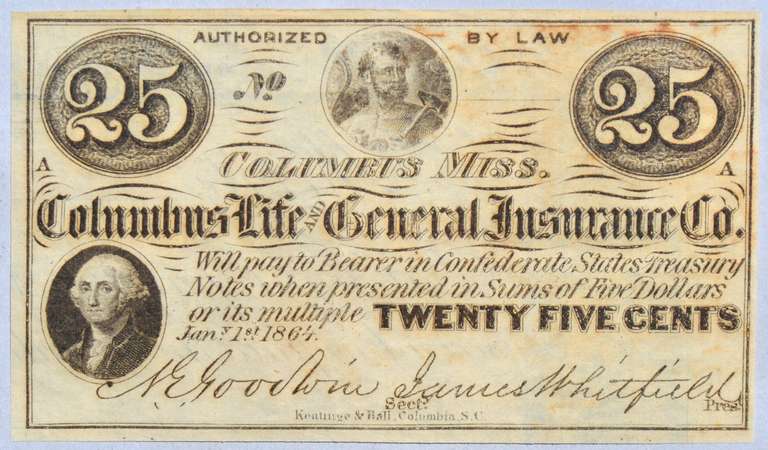 AUTHORIZED BY LAW
25 No 25
A COLUMBUS MISS. A
Columbus Life AND General Insurance Co.
Will pay to Bearer in Confederate States Treasury
Notes when presented in Sums of Five Dollars
or its multiple TWENTY FIVE CENTS
Jany. 1st 1864.
N E Goodwin James Whitfield
Sect. Prest
Keatinge & Ball, Columbia, S.C.